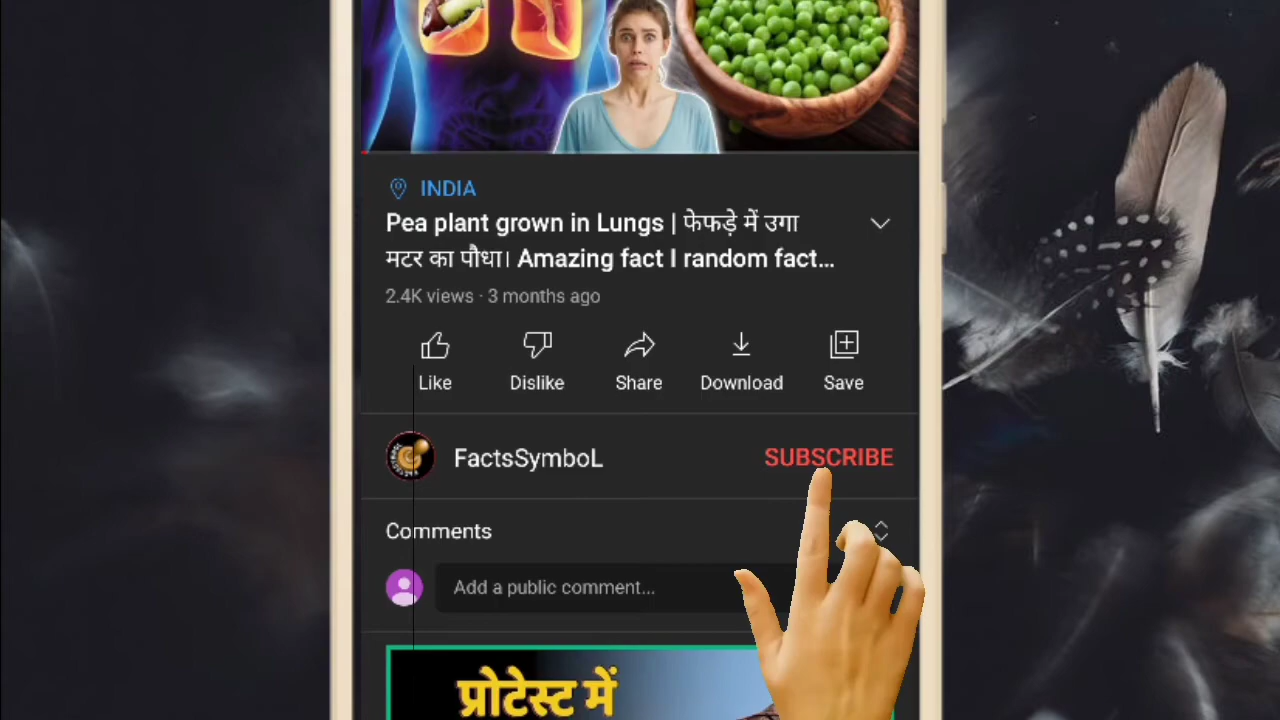 INDIA
Pea plant grown in Lungs | फेफड़े में उगा
मटर का पौधा। Amazing fact I random fact...
2.4K views · 3 months ago
Like Dislike Share Download Save
FactsSymboL SUBSCRIBE
Comments
Add a public comment...
प्रोटेस्ट में